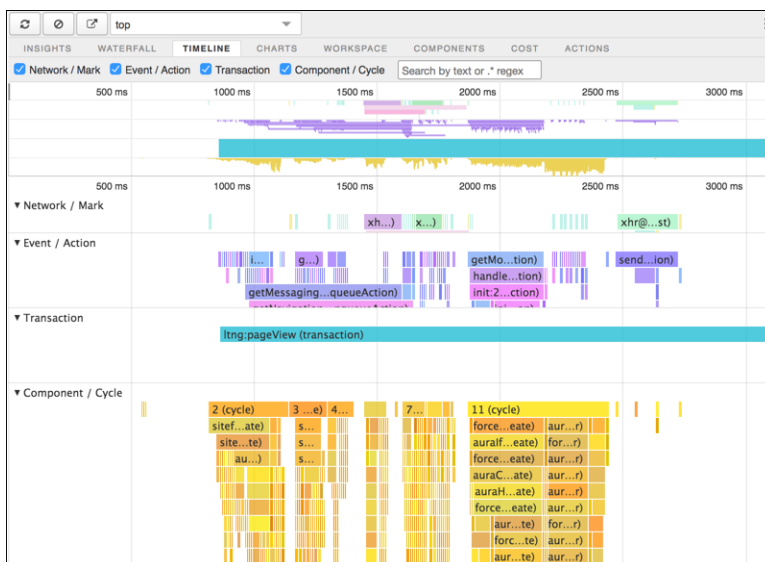 top
INSIGHTS WATERFALL TIMELINE CHARTS WORKSPACE COMPONENTS COST ACTIONS
Network / Mark Event / Action Transaction Component / Cycle Search by text or .* regex
500 ms 1000 ms 1500 ms 2000 ms 2500 ms 3000 ms
500 ms 1000 ms 1500 ms 2000 ms 2500 ms 3000 ms
▼ Network / Mark
xh...) x...) xhr@...st)
▼ Event / Action
i... g...) getMo...tion) send...ion)
handle...tion)
getMessaging...queueAction) init:2...ction)
▼ Transaction
ltng:pageView (transaction)
▼ Component / Cycle
2 (cycle) 3 ...e) 4... 7... 11 (cycle)
sitef...ate) s... force...eate) aur...r)
site...te) s... auraIf...eate) for...r)
au...) s... force...eate) aur...r)
auraC...ate) aur...r)
auraH...ate) aur...r)
force...eate) aur...r)
aur...te) for...r)
forc...te) aur...r)
aur...te) aur...r)